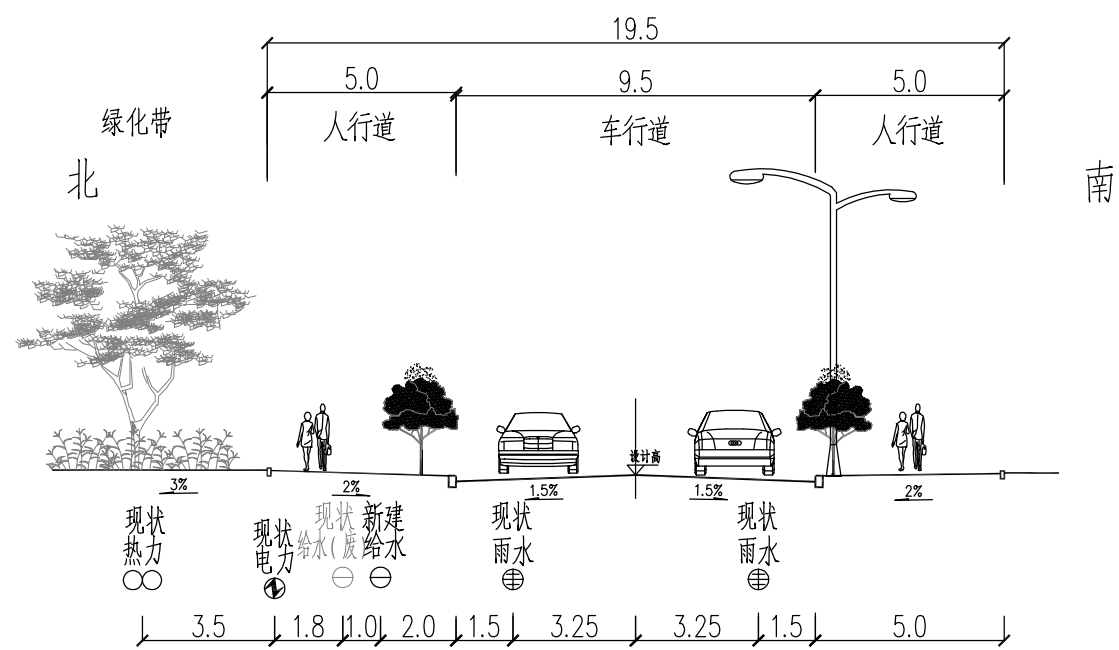 19.5
5.0
9.5
5.0
绿化带
人行道
车行道
人行道
北
南
设计高
3%
2%
1.5%
1.5%
2%
现状
热力
现状
电力
现状
给水(废)
新建
给水
现状
雨水
现状
雨水
3.5
1.8
1.0
2.0
1.5
3.25
3.25
1.5
5.0